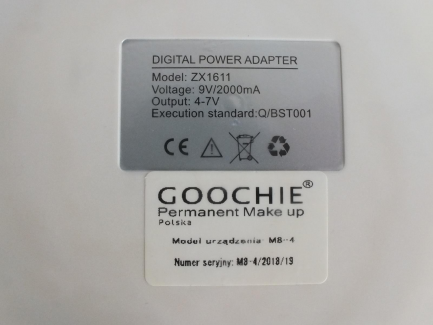 DIGITAL POWER ADAPTER
Model: ZX1611
Voltage: 9V/2000mA
Output: 4-7V
Execution standard:Q/BST001
CE
GOOCHIE®
Permanent Make up
Polska
Model urządzenia: M8-4
Numer seryjny: M8-4/2018/19